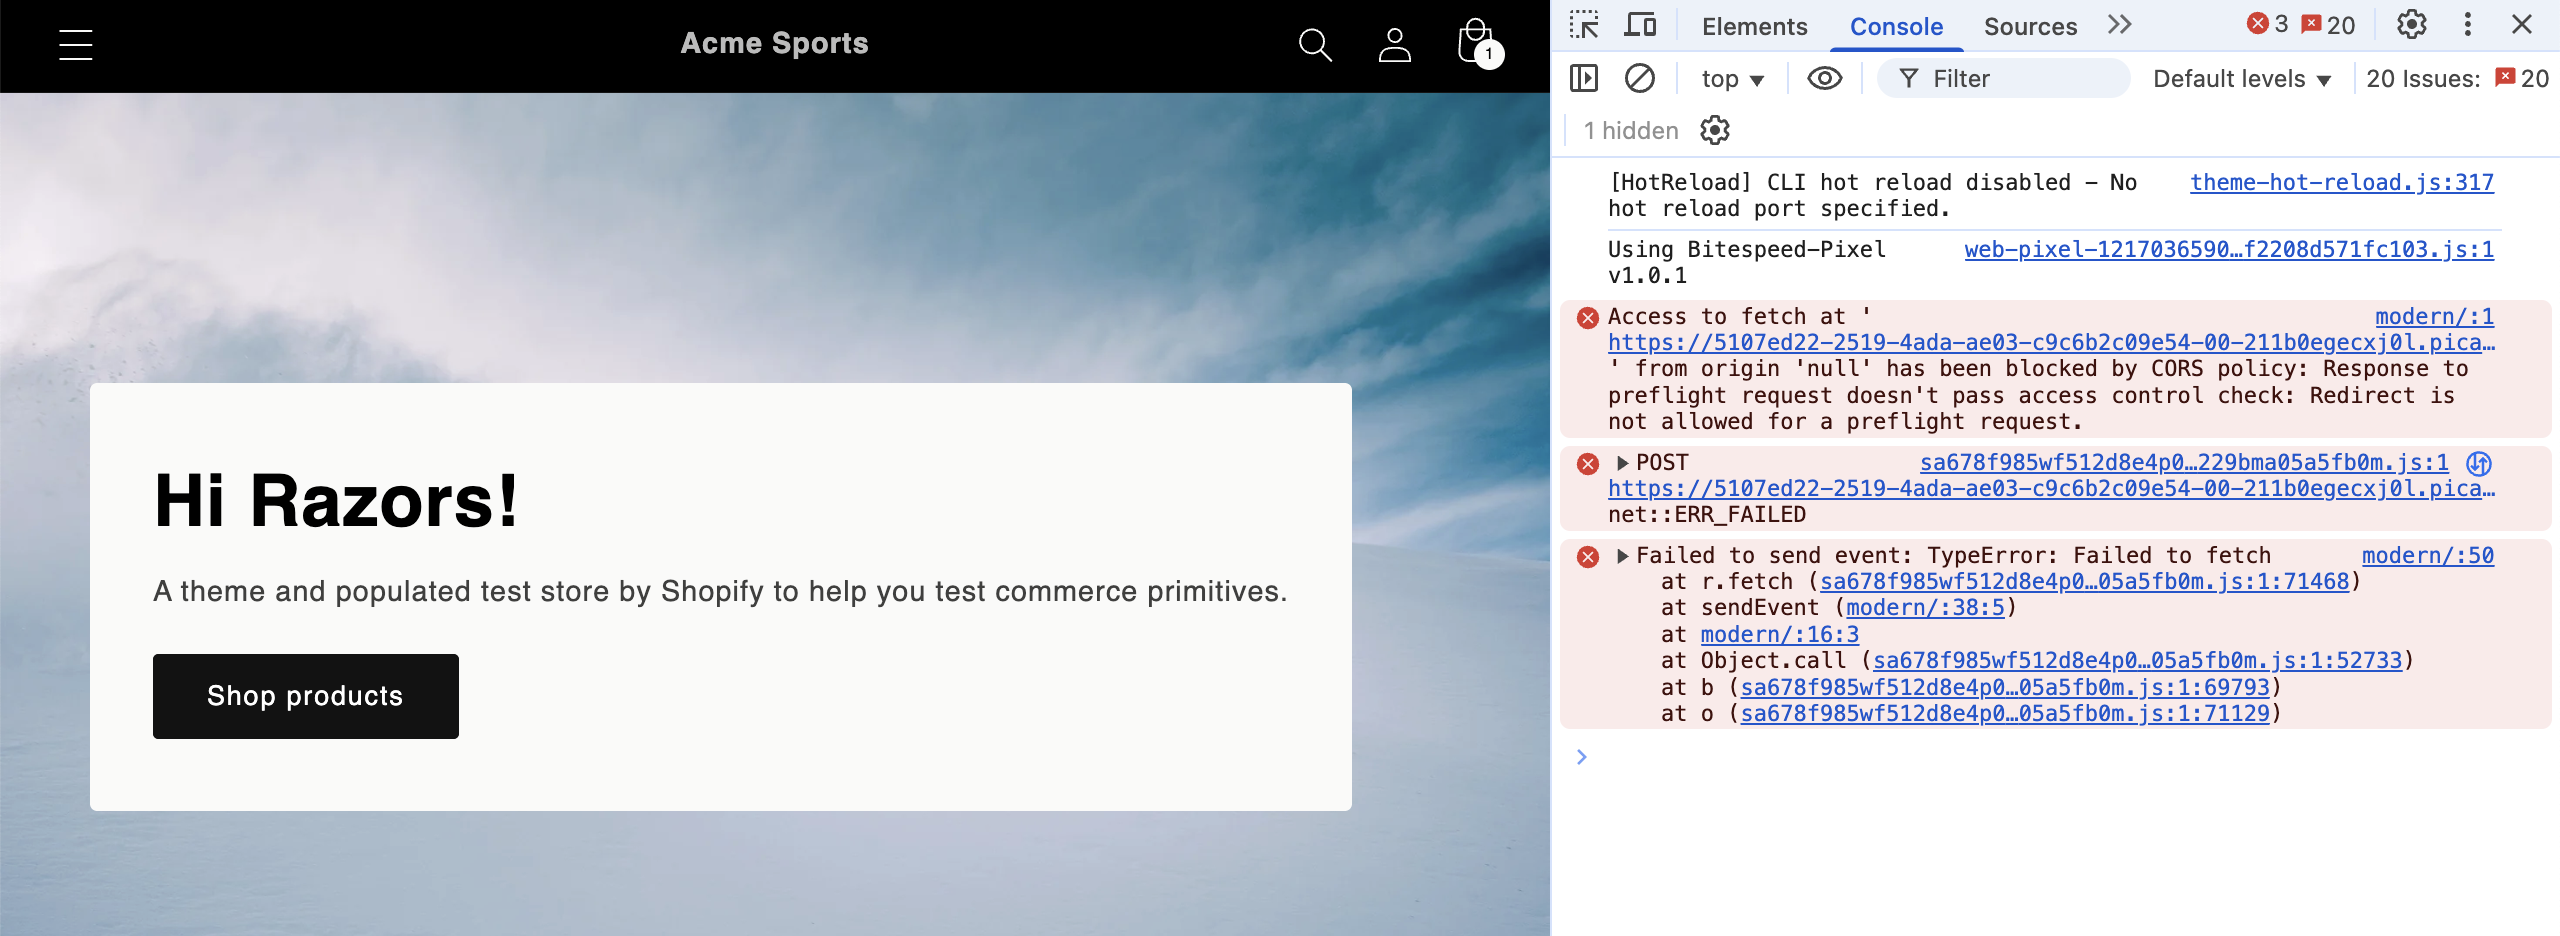 Acme Sports
1
Hi Razors!
A theme and populated test store by Shopify to help you test commerce primitives.
Shop products
Elements Console Sources 3 20
top Filter Default levels 20 Issues: 20
1 hidden
[HotReload] CLI hot reload disabled – No theme-hot-reload.js:317
hot reload port specified.
Using Bitespeed-Pixel web-pixel-1217036590…f2208d571fc103.js:1
v1.0.1
Access to fetch at ' modern/:1
https://5107ed22-2519-4ada-ae03-c9c6b2c09e54-00-211b0egecxj0l.pica…
' from origin 'null' has been blocked by CORS policy: Response to
preflight request doesn't pass access control check: Redirect is
not allowed for a preflight request.
POST sa678f985wf512d8e4p0…229bma05a5fb0m.js:1
https://5107ed22-2519-4ada-ae03-c9c6b2c09e54-00-211b0egecxj0l.pica…
net::ERR_FAILED
Failed to send event: TypeError: Failed to fetch modern/:50
at r.fetch (sa678f985wf512d8e4p0…05a5fb0m.js:1:71468)
at sendEvent (modern/:38:5)
at modern/:16:3
at Object.call (sa678f985wf512d8e4p0…05a5fb0m.js:1:52733)
at b (sa678f985wf512d8e4p0…05a5fb0m.js:1:69793)
at o (sa678f985wf512d8e4p0…05a5fb0m.js:1:71129)